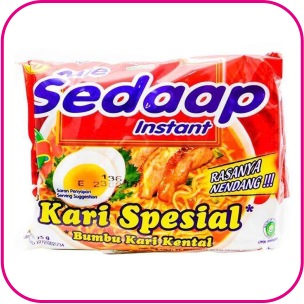 Mie
Sedaap
Instant
RASANYA
NENDANG !!!
Saran Penyajian
Serving Suggestion
Kari Spesial*
*Bumbu Kari Kental